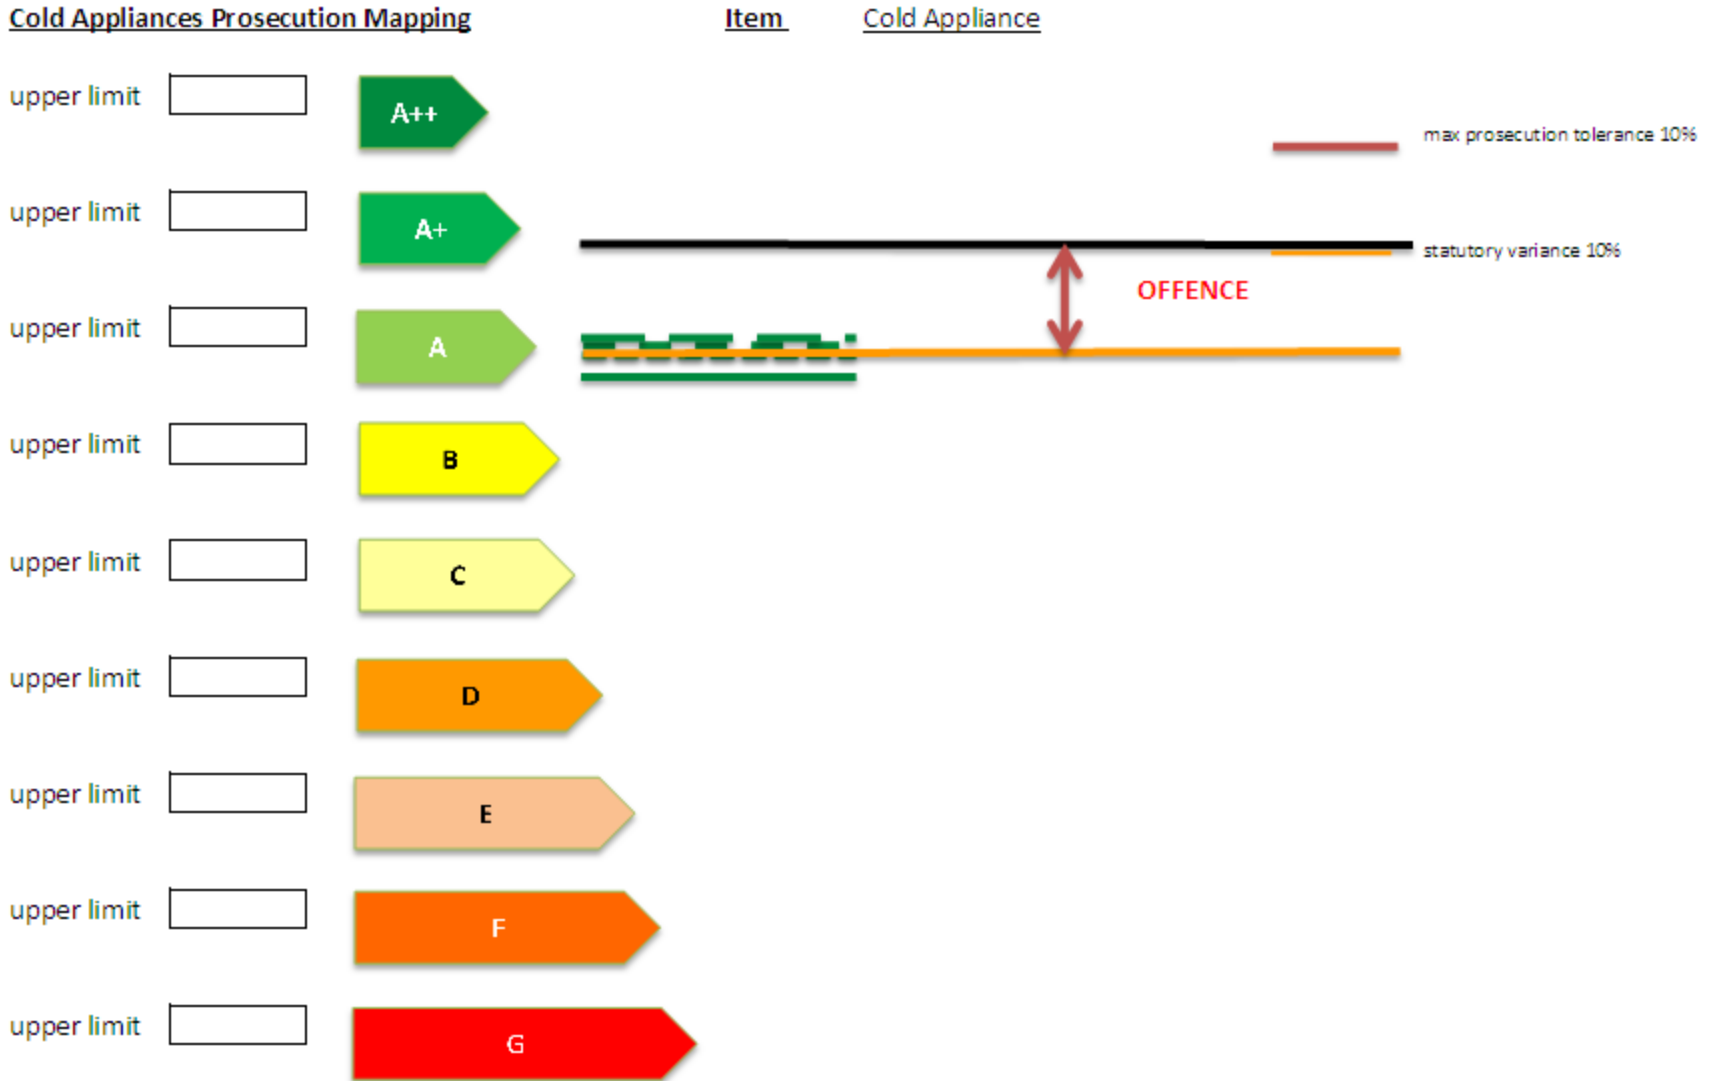 Cold Appliances Prosecution Mapping Item Cold Appliance
upper limit A++
max prosecution tolerance 10%
upper limit A+
statutory variance 10%
OFFENCE
upper limit A
upper limit B
upper limit C
upper limit D
upper limit E
upper limit F
upper limit G